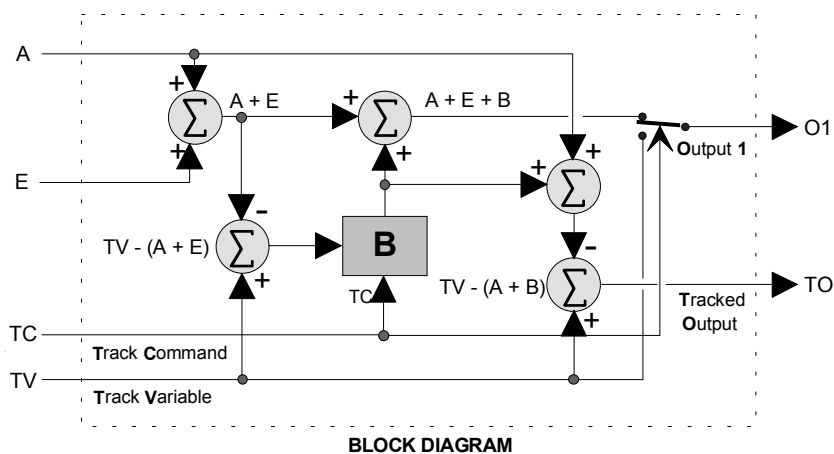 A
+
+
+
Σ
A + E
+
Σ
A + E + B
+
Output 1
O1
E
+
+
Σ
-
TV - (A + E)
Σ
+
B
TC
-
TV - (A + B)
Σ
+
Tracked
Output
TO
TC
Track Command
TV
Track Variable
BLOCK DIAGRAM